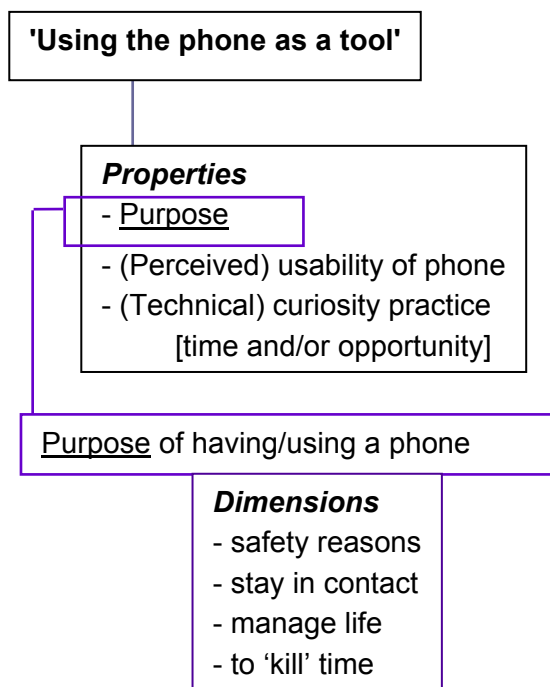 'Using the phone as a tool'
Properties
- Purpose
- (Perceived) usability of phone
- (Technical) curiosity practice
[time and/or opportunity]
Purpose of having/using a phone
Dimensions
- safety reasons
- stay in contact
- manage life
- to ‘kill’ time